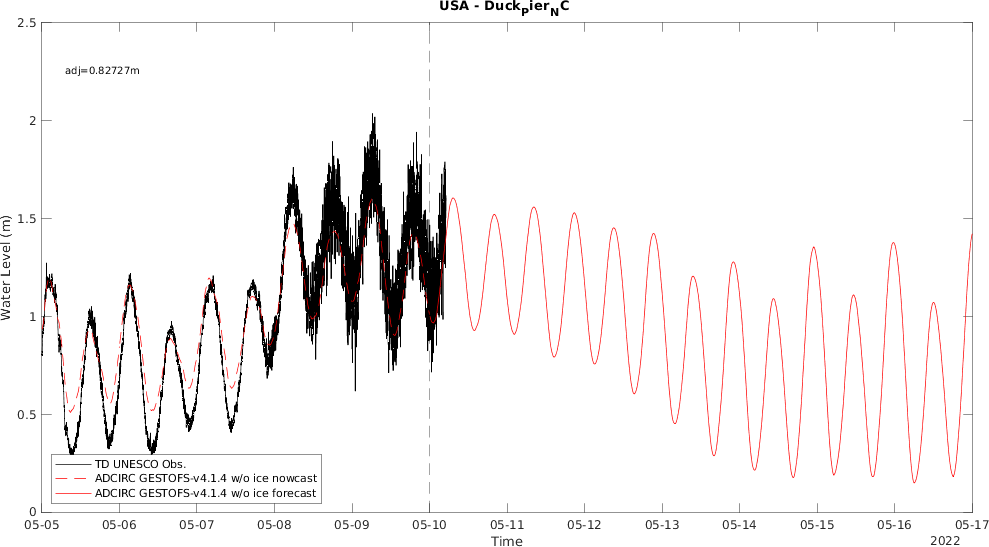 USA - DuckPierNC
2.5
adj=0.82727m
2
1.5
Water Level (m)
1
0.5
TD UNESCO Obs.
ADCIRC GESTOFS-v4.1.4 w/o ice nowcast
ADCIRC GESTOFS-v4.1.4 w/o ice forecast
0
05-05 05-06 05-07 05-08 05-09 05-10 05-11 05-12 05-13 05-14 05-15 05-16 05-17
Time
2022